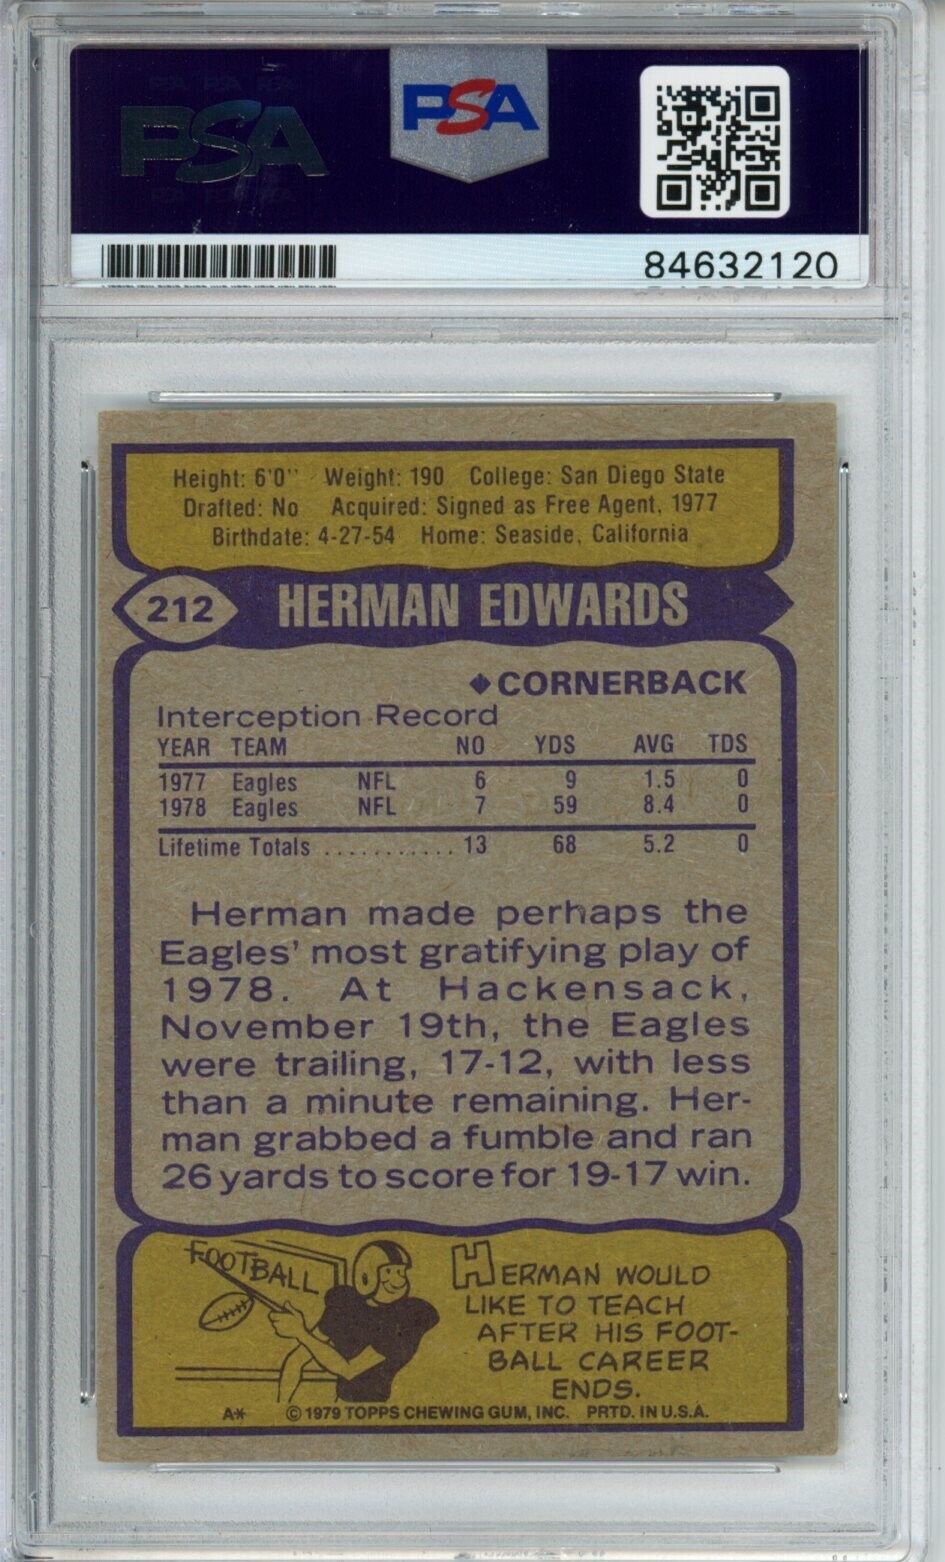 PSA
PSA
84632120
Height: 6'0" Weight: 190 College: San Diego State
Drafted: No Acquired: Signed as Free Agent, 1977
Birthdate: 4-27-54 Home: Seaside, California
212 HERMAN EDWARDS
CORNERBACK
Interception Record
YEAR TEAM NO YDS AVG TDS
1977 Eagles NFL 6 9 1.5 0
1978 Eagles NFL 7 59 8.4 0
Lifetime Totals ........... 13 68 5.2 0
Herman made perhaps the
Eagles' most gratifying play of
1978. At Hackensack,
November 19th, the Eagles
were trailing, 17-12, with less
than a minute remaining. Her-
man grabbed a fumble and ran
26 yards to score for 19-17 win.
FOOTBALL
HERMAN WOULD
LIKE TO TEACH
AFTER HIS FOOT-
BALL CAREER
ENDS.
A* © 1979 TOPPS CHEWING GUM, INC. PRTD. IN U.S.A.